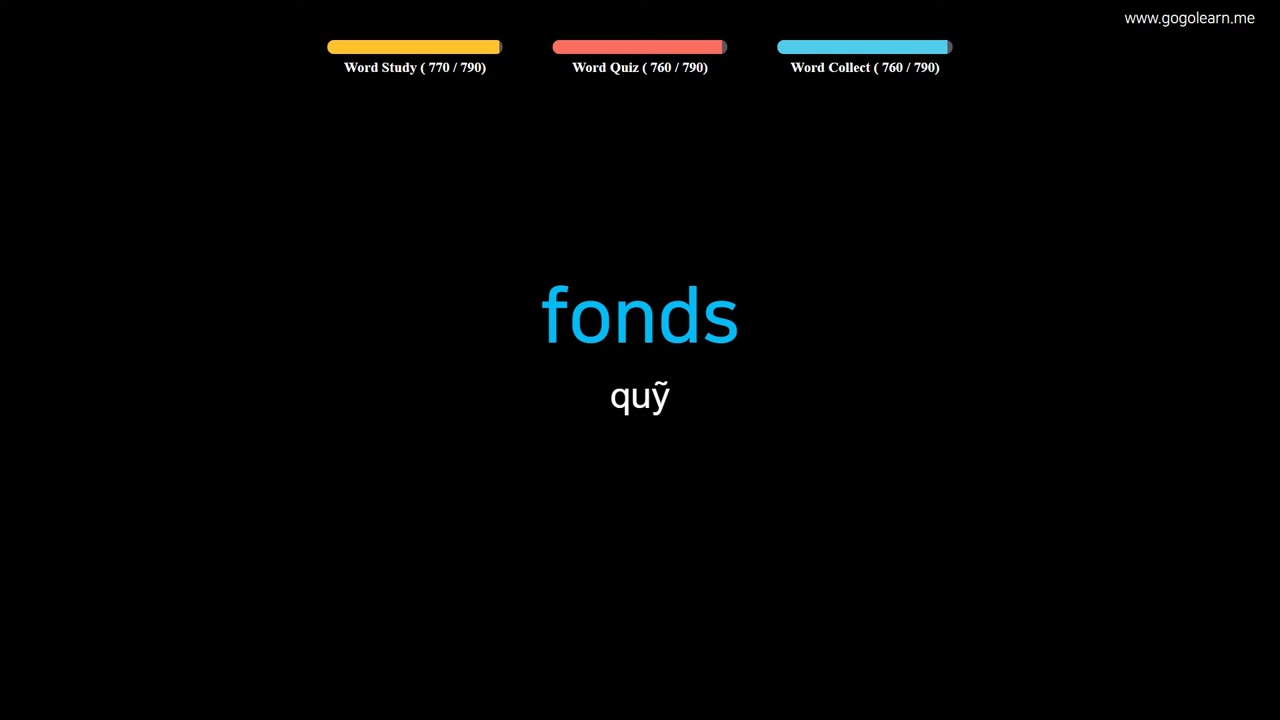 www.gogolearn.me
Word Study ( 770 / 790)
Word Quiz ( 760 / 790)
Word Collect ( 760 / 790)
fonds
quỹ